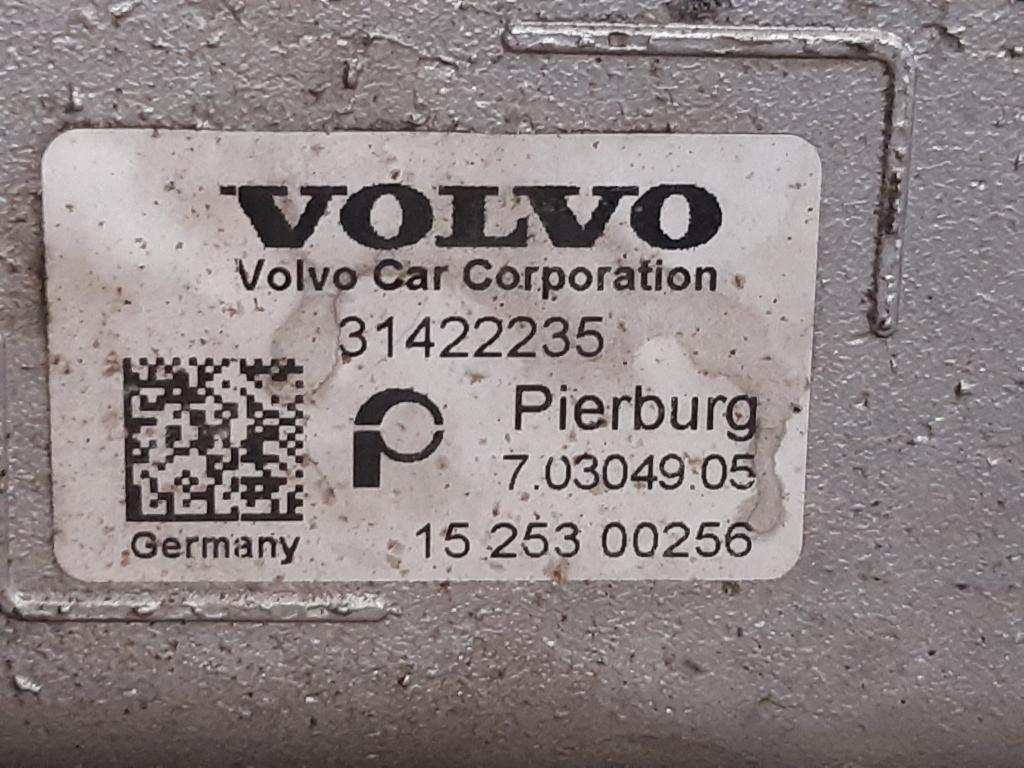 VOLVO
Volvo Car Corporation
31422235
Pierburg
7.03049.05
Germany
15 253 00256